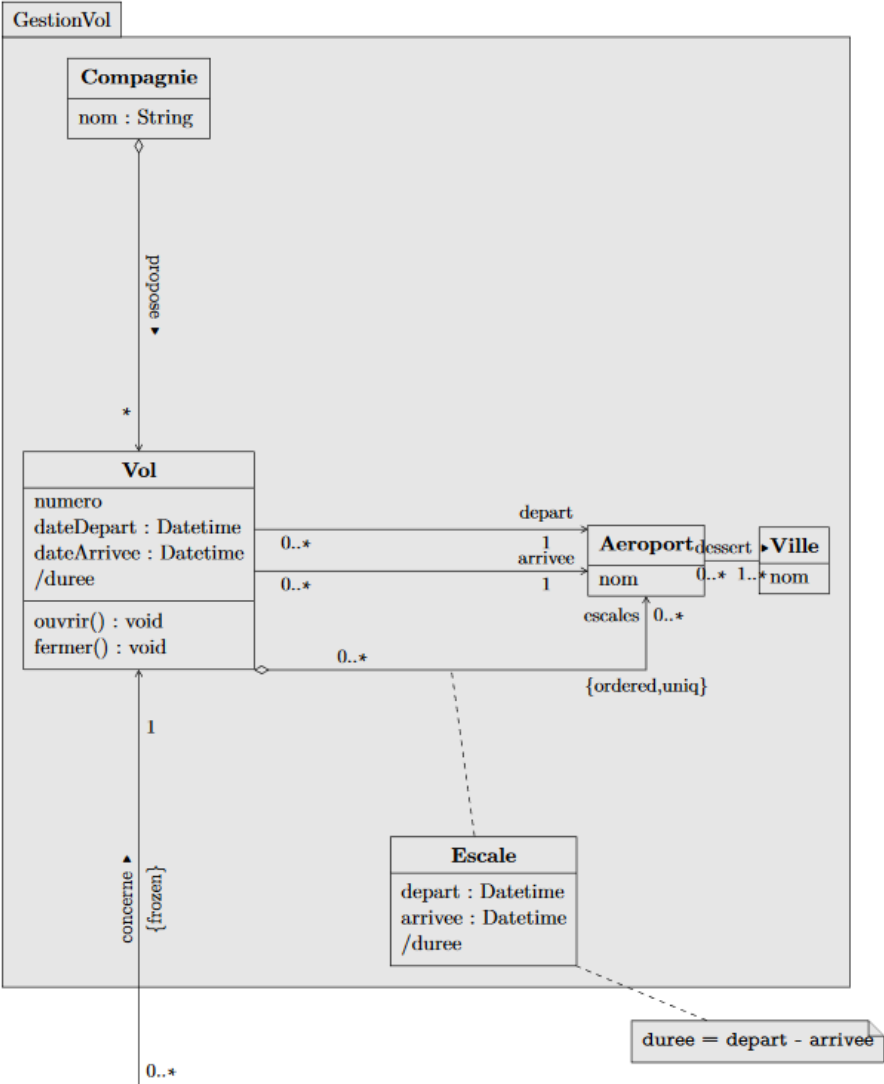 GestionVol
Compagnie
nom : String
propose ▾
*
Vol
numero
dateDepart : Datetime
dateArrivee : Datetime
/duree
ouvrir() : void
fermer() : void
depart
0..* 1
arrivee
0..* 1
Aeroport
nom
dessert ▸
0..* 1..*
Ville
nom
escales 0..*
0..*
{ordered,uniq}
1
concerne ▸
{frozen}
Escale
depart : Datetime
arrivee : Datetime
/duree
duree = depart - arrivee
0..*